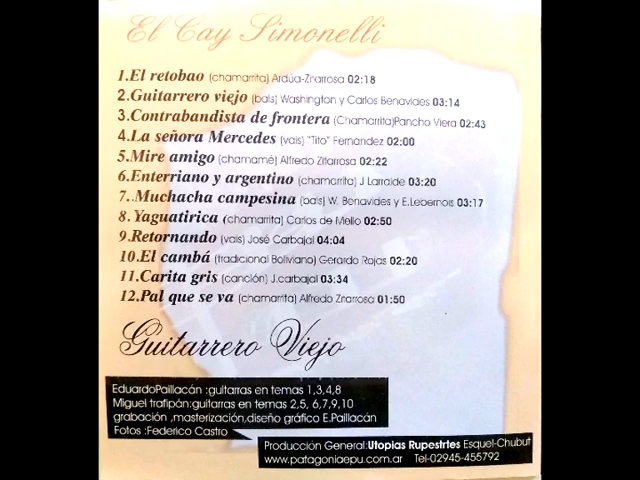 El Cay Simonelli
1.El retobao (chamarrita) Ardúa-Znarrosa 02:18
2.Guitarrero viejo (bals) Washington y Carlos Benavides 03:14
3.Contrabandista de frontera (Chamarrita)Pancho Viera 02:43
4.La señora Mercedes (vals) "Tito" Fernandez 02:00
5.Mire amigo (chamamé) Alfredo Zitarrosa 02:22
6.Enterriano y argentino (chamarrita) J Larralde 03:20
7.Muchacha campesina (bals) W. Benavides y E.Lebernois 03:17
8.Yaguatirica (chamarrita) Carlos de Mello 02:50
9.Retornando (vals) José Carbajal 04:04
10.El cambá (tradicional Boliviano) Gerardo Rojas 02:20
11.Carita gris (canción) J.carbajal 03:34
12.Pal que se va (chamarrita) Alfredo Znarrosa 01:50
Guitarrero Viejo
EduardoPaillacán :guitarras en temas 1,3,4,8
Miguel trafipán:guitarras en temas 2,5, 6,7,9,10
grabación ,masterización,diseño gráfico E.Paillacán
Fotos :Federico Castro
Producción General:Utopias Rupestrtes Esquel-Chubut
www.patagoniaepu.com.ar Tel-02945-455792